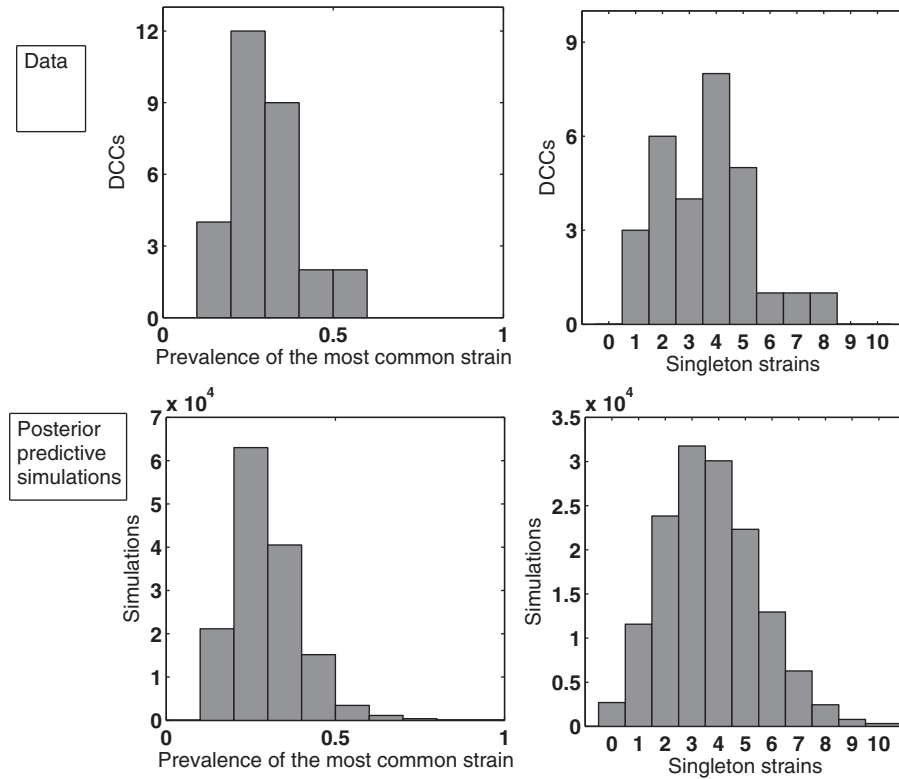 Data
12
9
6
3
0
DCCs
0 0.5 1
Prevalence of the most common strain
9
6
3
0
DCCs
0 1 2 3 4 5 6 7 8 9 10
Singleton strains
Posterior
predictive
simulations
x 10^4
7
6
5
4
3
2
1
0
Simulations
0.5 1
Prevalence of the most common strain
x 10^4
3.5
3
2.5
2
1.5
1
0.5
0
Simulations
0 1 2 3 4 5 6 7 8 9 10
Singleton strains